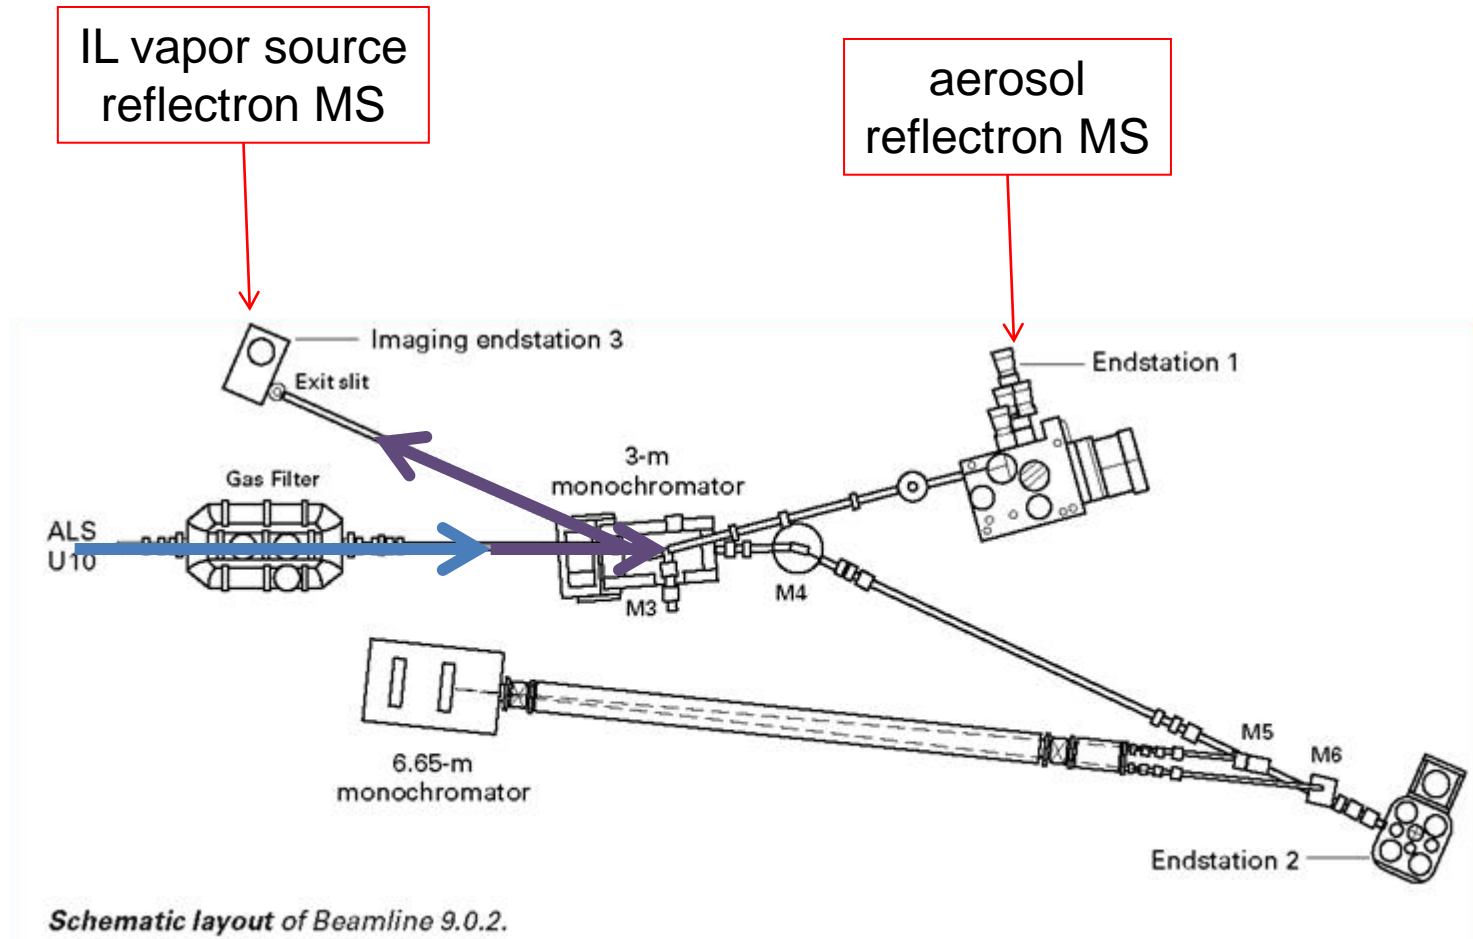 IL vapor source
reflectron MS
aerosol
reflectron MS
Imaging endstation 3
Exit slit
Endstation 1
3-m
monochromator
Gas Filter
ALS
U10
M3
M4
6.65-m
monochromator
M5
M6
Endstation 2
Schematic layout of Beamline 9.0.2.